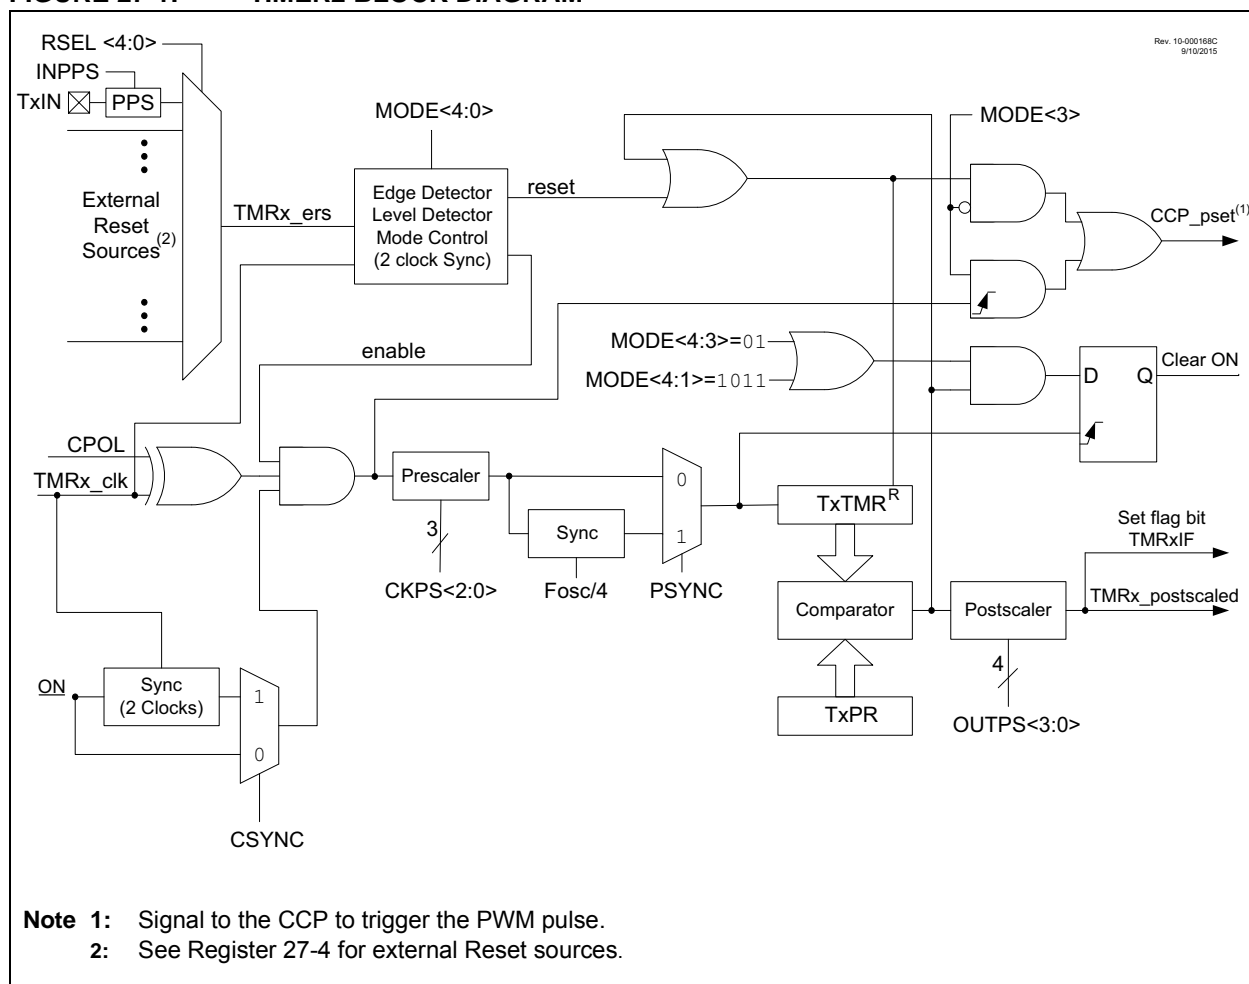 RSEL <4:0>
INPPS
TxIN
PPS
Rev. 10-000168C
9/10/2015
MODE<4:0>
MODE<3>
External
Reset
Sources(2)
TMRx_ers
Edge Detector
Level Detector
Mode Control
(2 clock Sync)
reset
CCP_pset(1)
enable
MODE<4:3>=01
MODE<4:1>=1011
D
Q
Clear ON
CPOL
TMRx_clk
Prescaler
3
CKPS<2:0>
Sync
Fosc/4
0
1
PSYNC
TxTMR
R
Comparator
TxPR
Postscaler
4
OUTPS<3:0>
Set flag bit
TMRxIF
TMRx_postscaled
ON
Sync
(2 Clocks)
1
0
CSYNC
Note 1: Signal to the CCP to trigger the PWM pulse.
2: See Register 27-4 for external Reset sources.